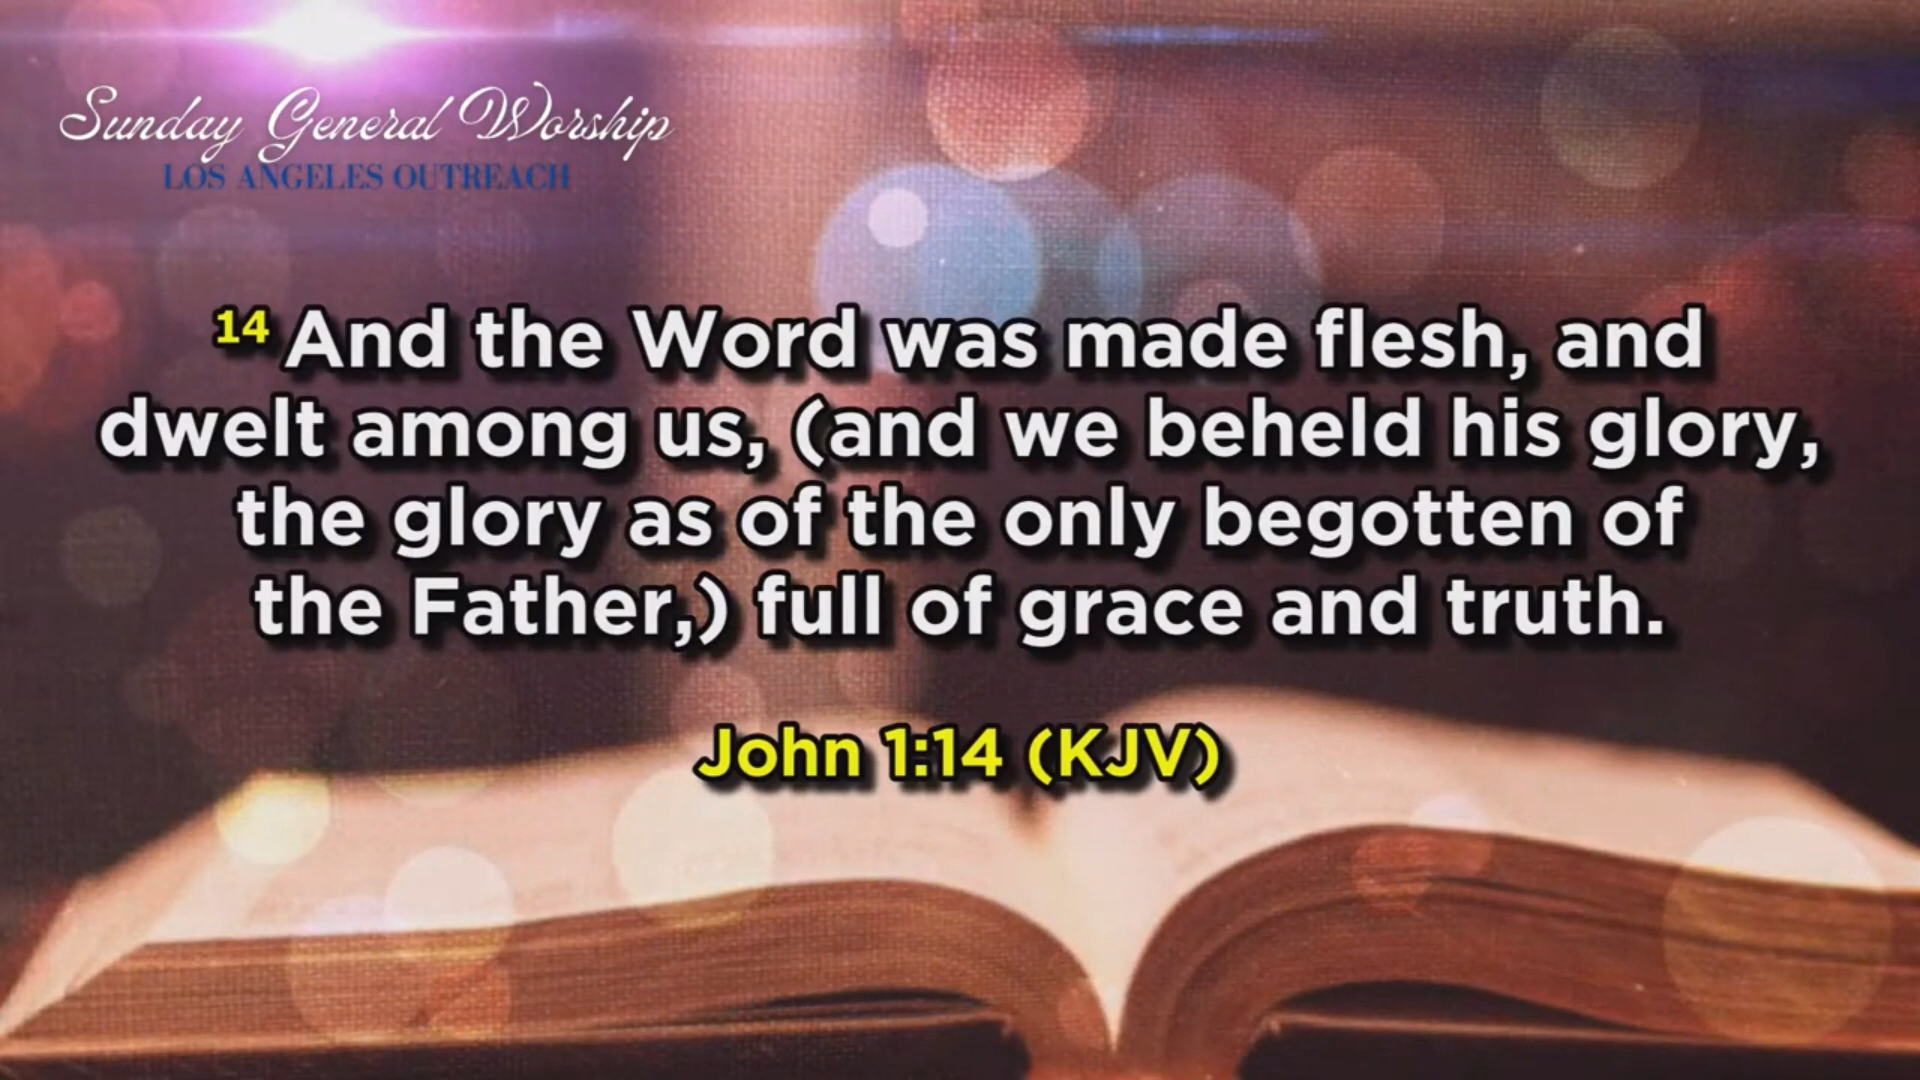 Sunday General Worship
LOS ANGELES OUTREACH
14 And the Word was made flesh, and
dwelt among us, (and we beheld his glory,
the glory as of the only begotten of
the Father,) full of grace and truth.
John 1:14 (KJV)